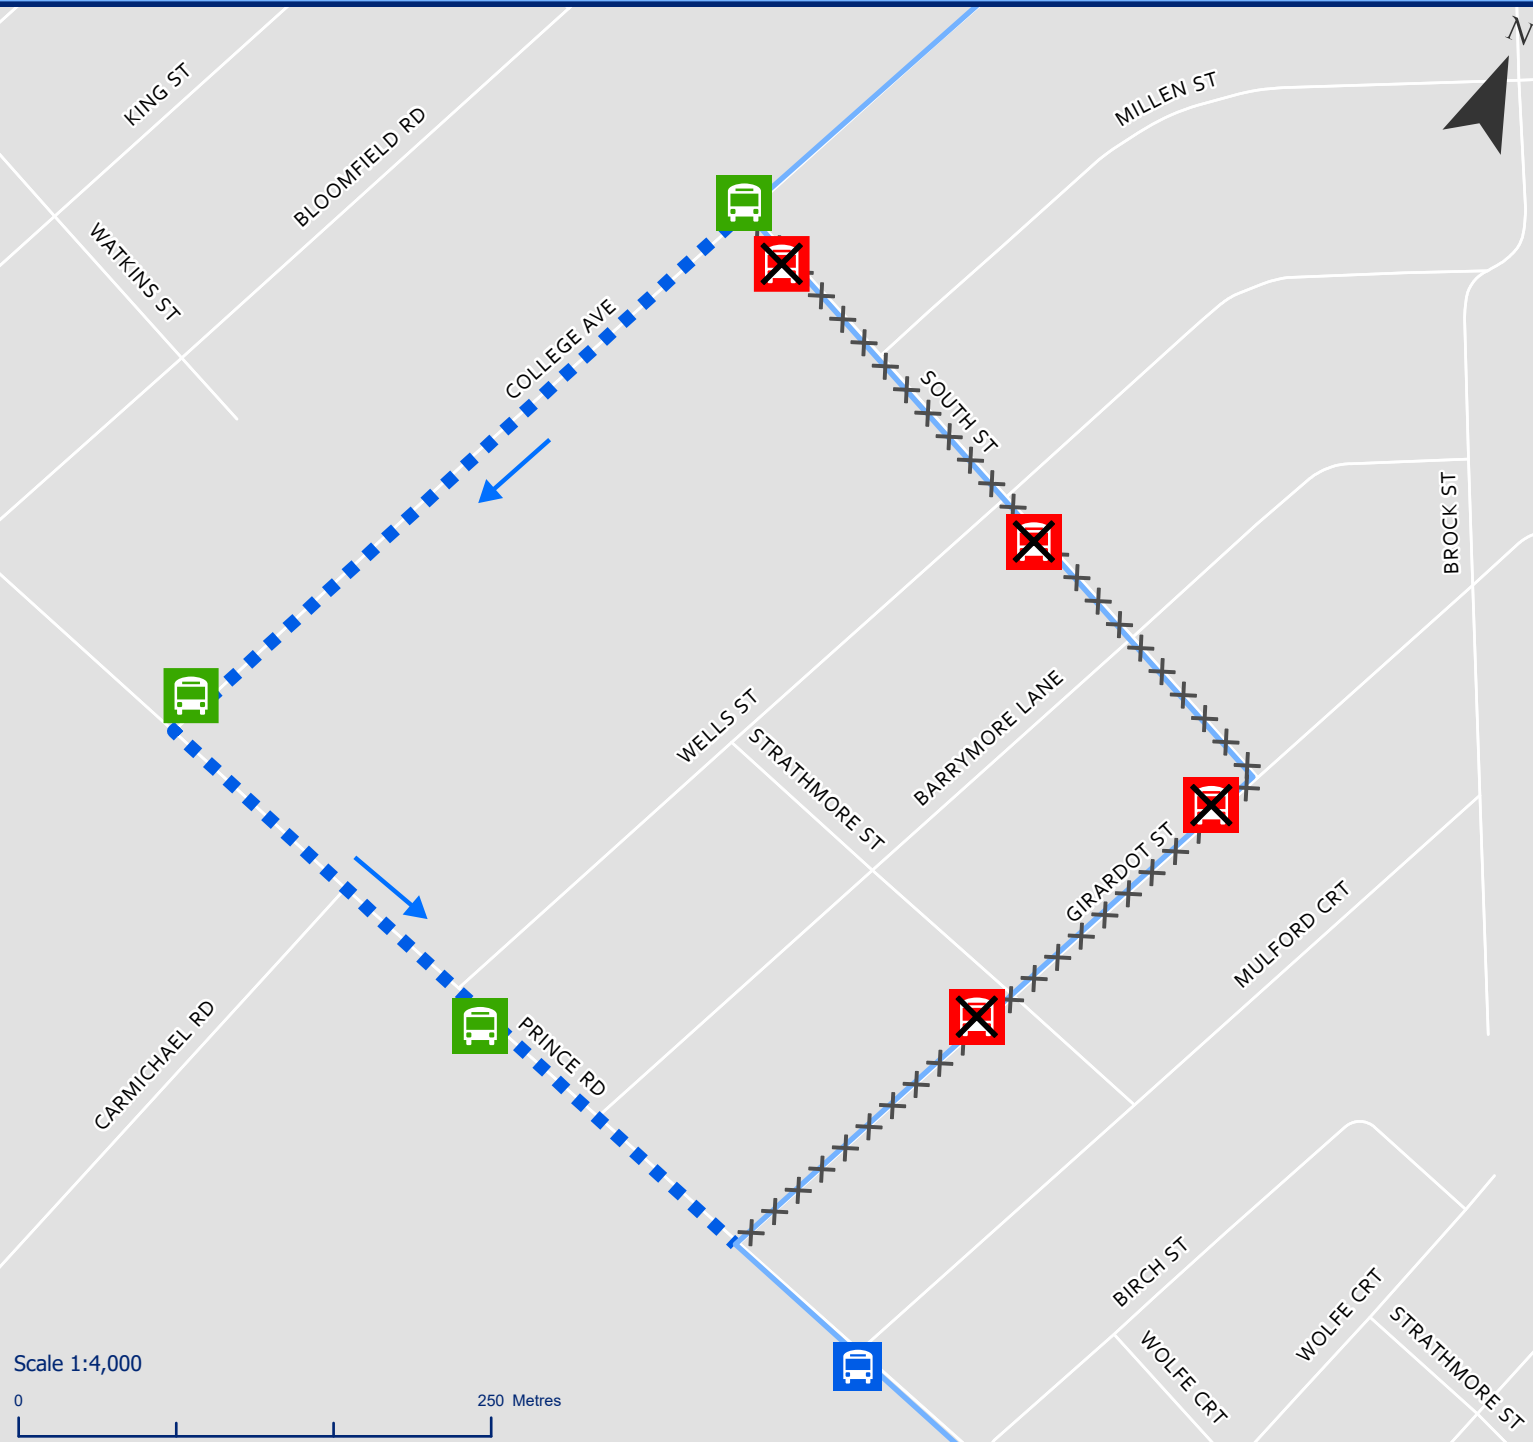 N
KING ST
MILLEN ST
BLOOMFIELD RD
WATKINS ST
COLLEGE AVE
SOUTH ST
BROCK ST
WELLS ST
STRATHMORE ST
BARRYMORE LANE
GIRARDOT ST
MULFORD CRT
CARMICHAEL RD
PRINCE RD
BIRCH ST
WOLFE CRT
WOLFE CRT
STRATHMORE ST
Scale 1:4,000
0 250 Metres